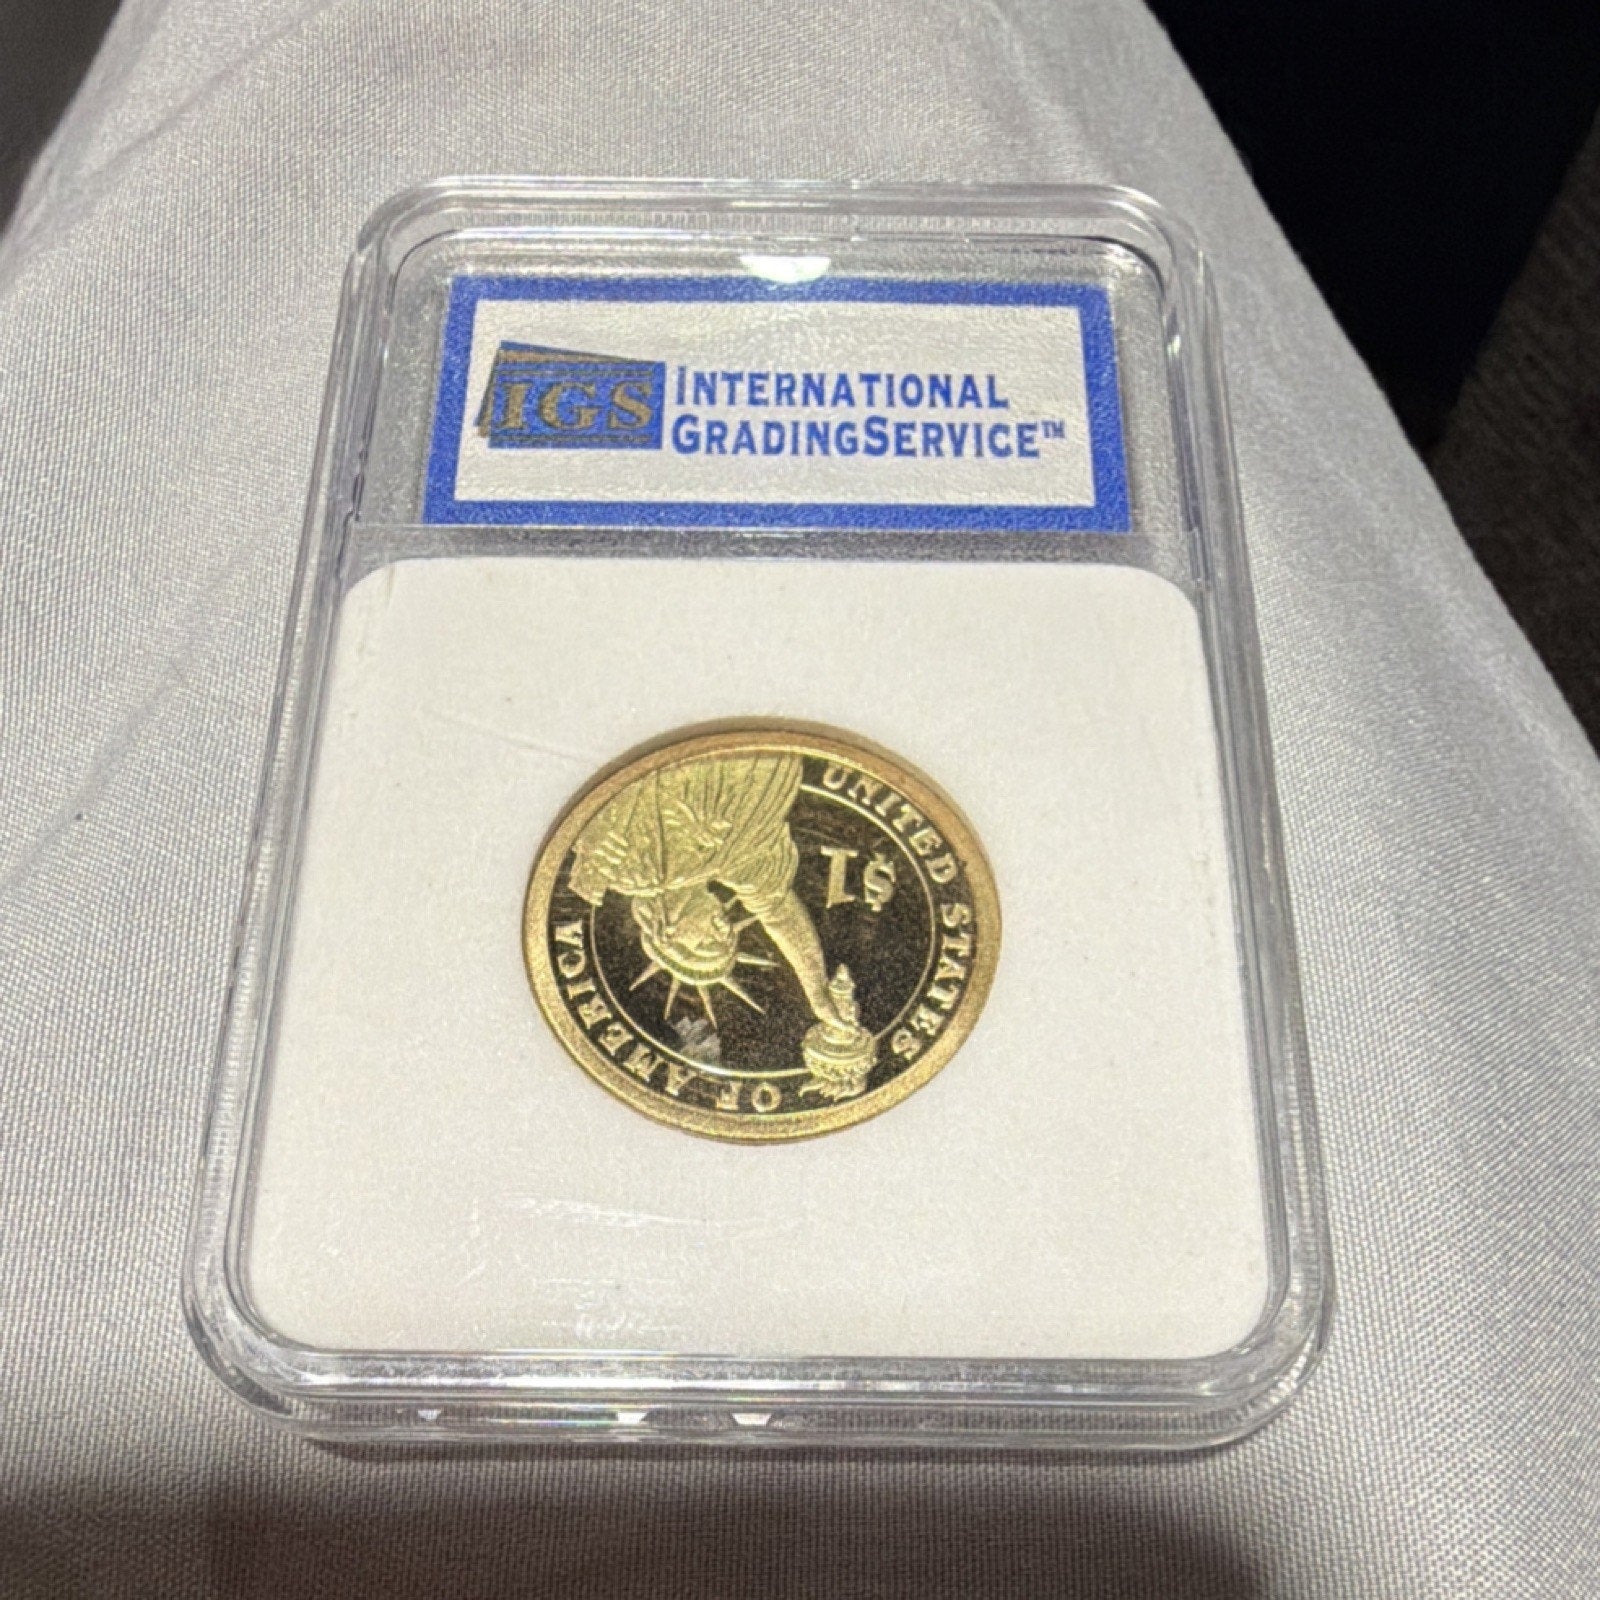 IGS
INTERNATIONAL
GRADINGSERVICE™
UNITED STATES OF AMERICA
$1